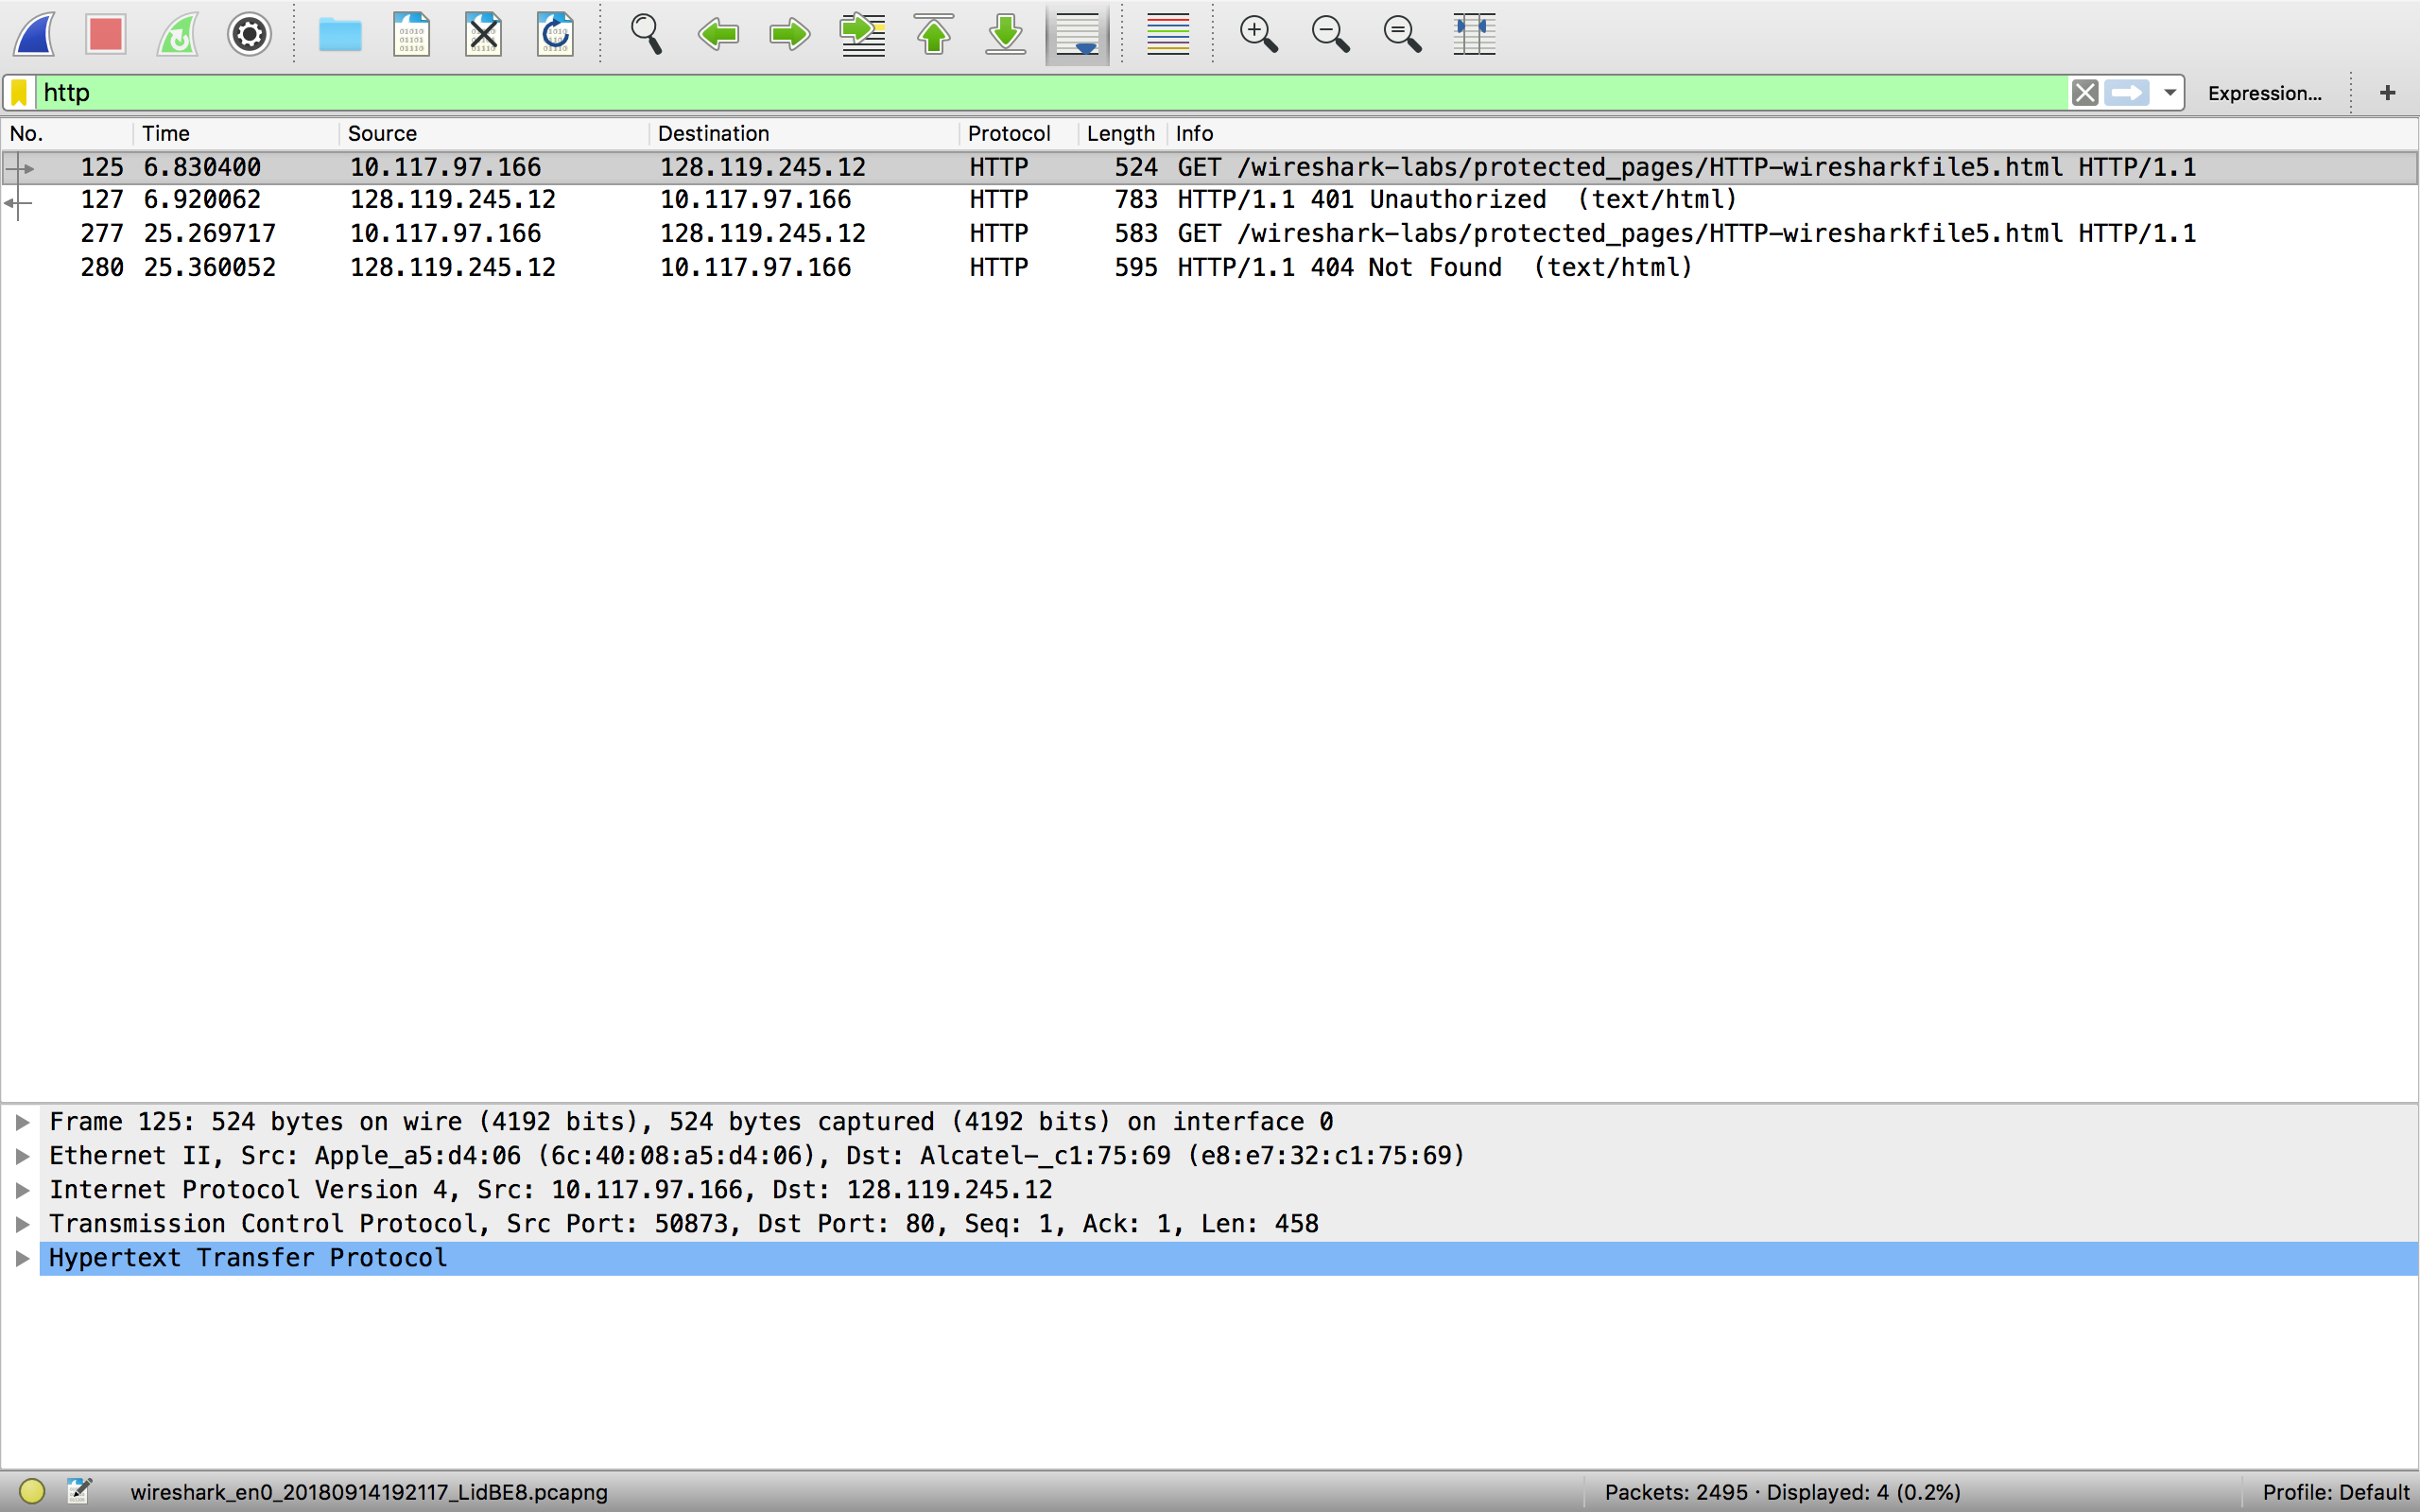 http Expression... +
No. Time Source Destination Protocol Length Info
125 6.830400 10.117.97.166 128.119.245.12 HTTP 524 GET /wireshark-labs/protected_pages/HTTP-wiresharkfile5.html HTTP/1.1
127 6.920062 128.119.245.12 10.117.97.166 HTTP 783 HTTP/1.1 401 Unauthorized (text/html)
277 25.269717 10.117.97.166 128.119.245.12 HTTP 583 GET /wireshark-labs/protected_pages/HTTP-wiresharkfile5.html HTTP/1.1
280 25.360052 128.119.245.12 10.117.97.166 HTTP 595 HTTP/1.1 404 Not Found (text/html)
Frame 125: 524 bytes on wire (4192 bits), 524 bytes captured (4192 bits) on interface 0
Ethernet II, Src: Apple_a5:d4:06 (6c:40:08:a5:d4:06), Dst: Alcatel-_c1:75:69 (e8:e7:32:c1:75:69)
Internet Protocol Version 4, Src: 10.117.97.166, Dst: 128.119.245.12
Transmission Control Protocol, Src Port: 50873, Dst Port: 80, Seq: 1, Ack: 1, Len: 458
Hypertext Transfer Protocol
wireshark_en0_20180914192117_LidBE8.pcapng Packets: 2495 · Displayed: 4 (0.2%) Profile: Default